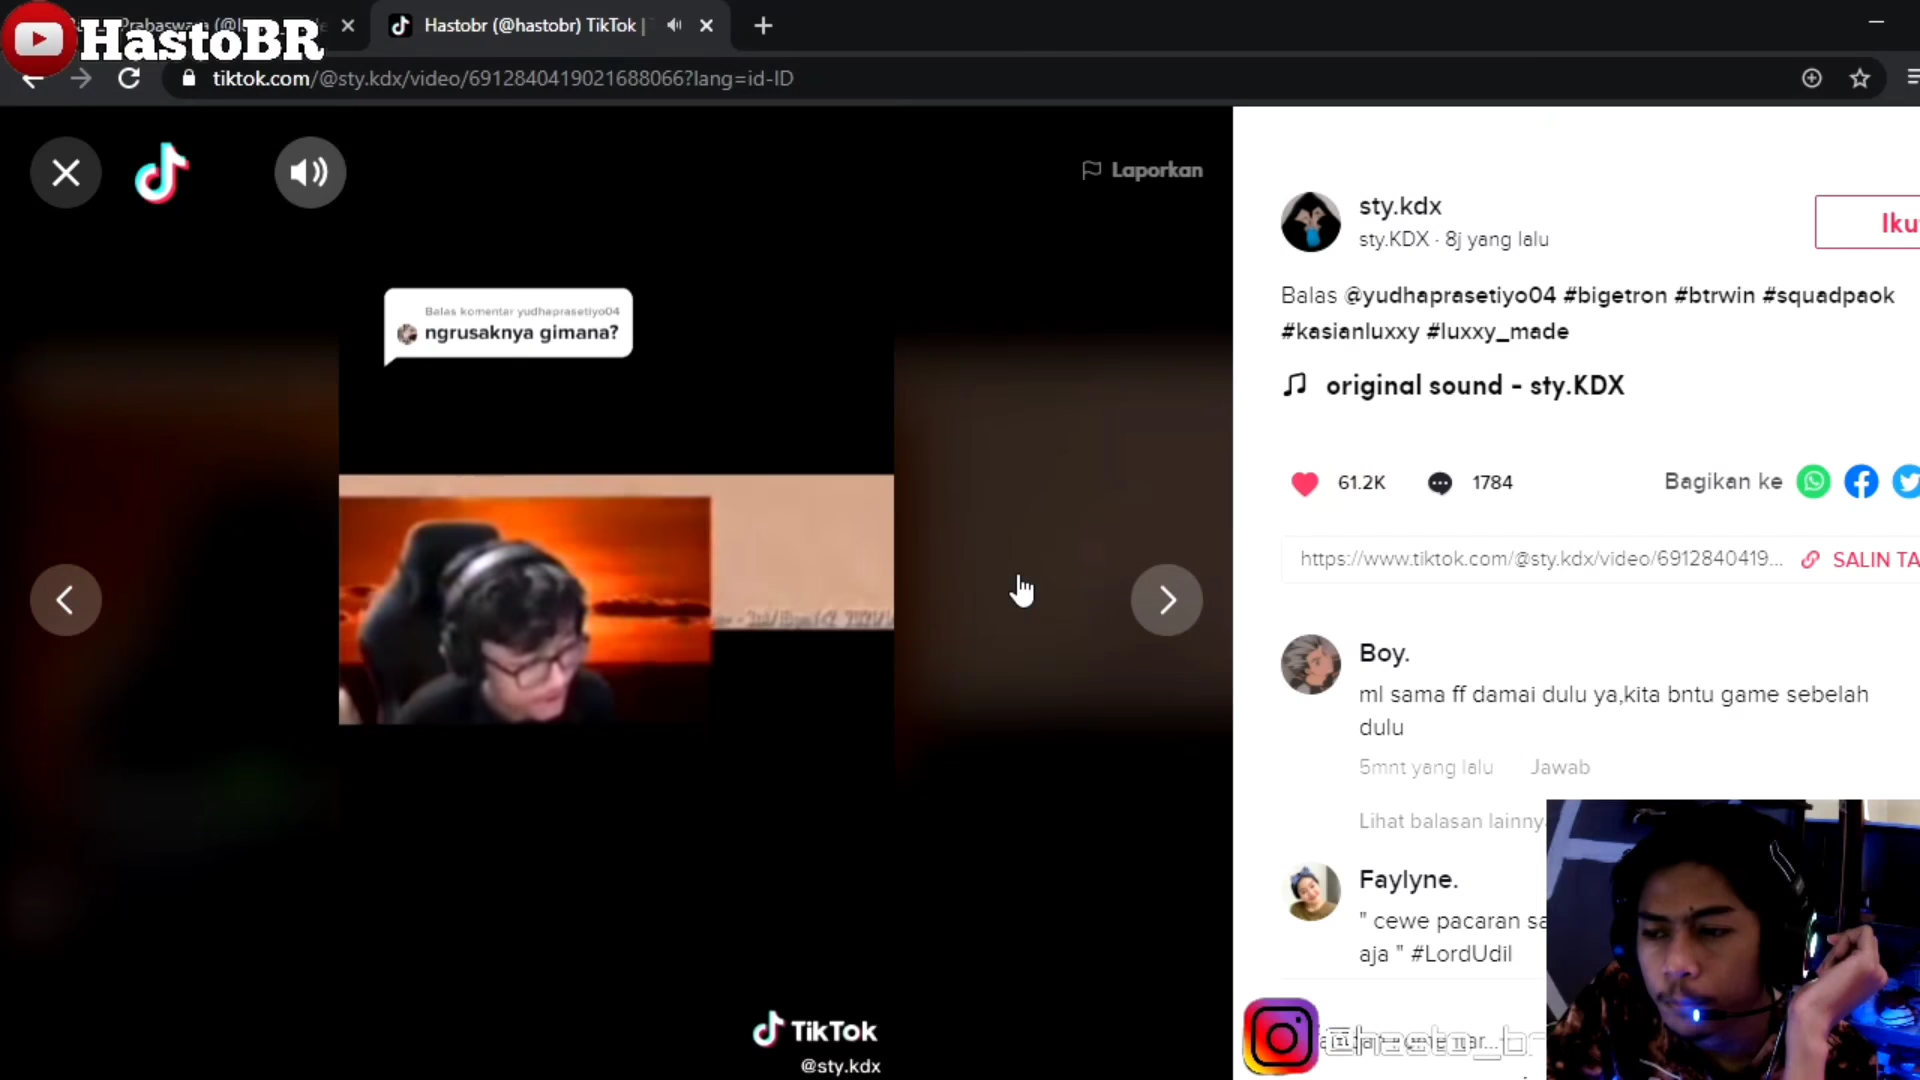 HastoBR
Hastobr (@hastobr) TikTok |
tiktok.com/@sty.kdx/video/6912840419021688066?lang=id-ID
Laporkan
Balas komentar yudhaprasetiyo04
ngrusaknya gimana?
TikTok
@sty.kdx
sty.kdx
sty.KDX · 8j yang lalu
Iku
Balas @yudhaprasetiyo04 #bigetron #btrwin #squadpaok
#kasianluxxy #luxxy_made
original sound - sty.KDX
61.2K
1784
Bagikan ke
https://www.tiktok.com/@sty.kdx/video/6912840419...
SALIN TA
Boy.
ml sama ff damai dulu ya,kita bntu game sebelah
dulu
5mnt yang lalu
Jawab
Lihat balasan lainny
Faylyne.
" cewe pacaran sa
aja " #LordUdil
@hasto_br